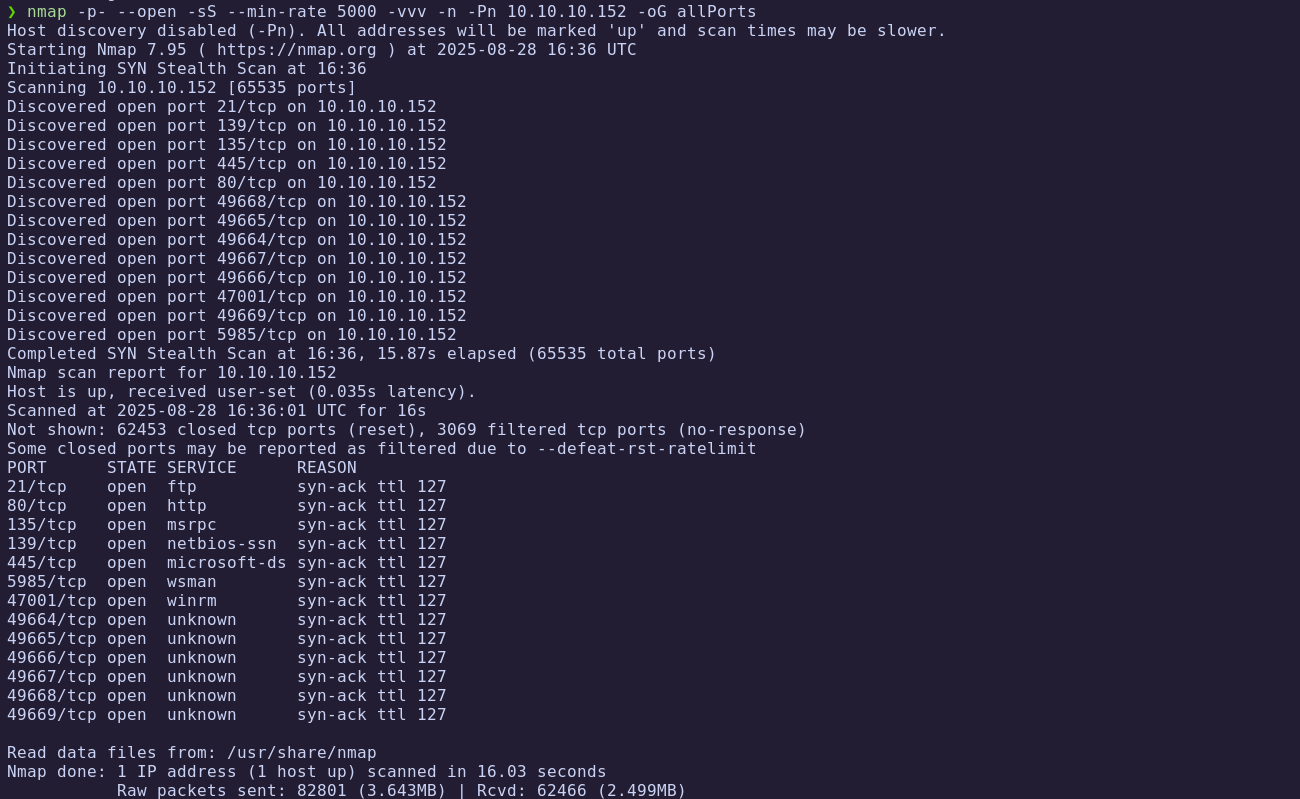 ❯ nmap -p- --open -sS --min-rate 5000 -vvv -n -Pn 10.10.10.152 -oG allPorts
Host discovery disabled (-Pn). All addresses will be marked 'up' and scan times may be slower.
Starting Nmap 7.95 ( https://nmap.org ) at 2025-08-28 16:36 UTC
Initiating SYN Stealth Scan at 16:36
Scanning 10.10.10.152 [65535 ports]
Discovered open port 21/tcp on 10.10.10.152
Discovered open port 139/tcp on 10.10.10.152
Discovered open port 135/tcp on 10.10.10.152
Discovered open port 445/tcp on 10.10.10.152
Discovered open port 80/tcp on 10.10.10.152
Discovered open port 49668/tcp on 10.10.10.152
Discovered open port 49665/tcp on 10.10.10.152
Discovered open port 49664/tcp on 10.10.10.152
Discovered open port 49667/tcp on 10.10.10.152
Discovered open port 49666/tcp on 10.10.10.152
Discovered open port 47001/tcp on 10.10.10.152
Discovered open port 49669/tcp on 10.10.10.152
Discovered open port 5985/tcp on 10.10.10.152
Completed SYN Stealth Scan at 16:36, 15.87s elapsed (65535 total ports)
Nmap scan report for 10.10.10.152
Host is up, received user-set (0.035s latency).
Scanned at 2025-08-28 16:36:01 UTC for 16s
Not shown: 62453 closed tcp ports (reset), 3069 filtered tcp ports (no-response)
Some closed ports may be reported as filtered due to --defeat-rst-ratelimit
PORT      STATE SERVICE      REASON
21/tcp    open  ftp          syn-ack ttl 127
80/tcp    open  http         syn-ack ttl 127
135/tcp   open  msrpc        syn-ack ttl 127
139/tcp   open  netbios-ssn  syn-ack ttl 127
445/tcp   open  microsoft-ds syn-ack ttl 127
5985/tcp  open  wsman        syn-ack ttl 127
47001/tcp open  winrm        syn-ack ttl 127
49664/tcp open  unknown      syn-ack ttl 127
49665/tcp open  unknown      syn-ack ttl 127
49666/tcp open  unknown      syn-ack ttl 127
49667/tcp open  unknown      syn-ack ttl 127
49668/tcp open  unknown      syn-ack ttl 127
49669/tcp open  unknown      syn-ack ttl 127

Read data files from: /usr/share/nmap
Nmap done: 1 IP address (1 host up) scanned in 16.03 seconds
           Raw packets sent: 82801 (3.643MB) | Rcvd: 62466 (2.499MB)